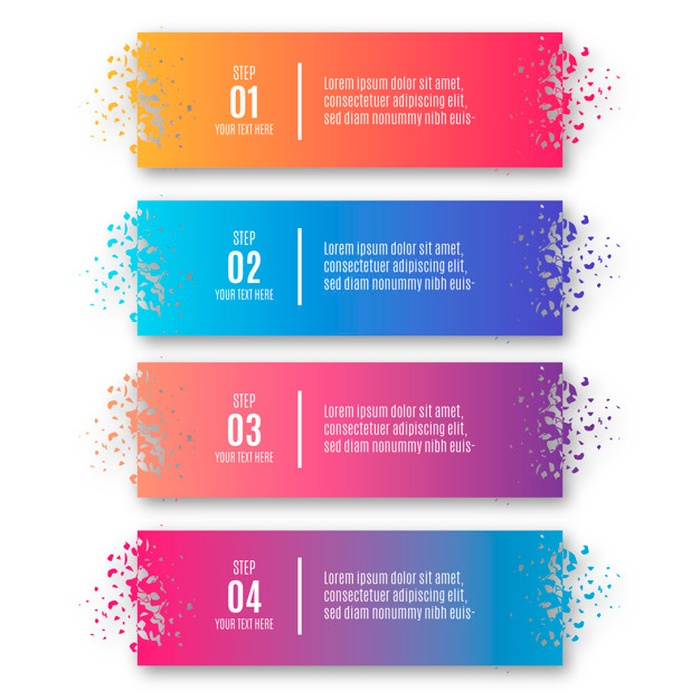 STEP
01
YOUR TEXT HERE
Lorem ipsum dolor sit amet,
consectetuer adipiscing elit,
sed diam nonummy nibh euis-
STEP
02
YOUR TEXT HERE
Lorem ipsum dolor sit amet,
consectetuer adipiscing elit,
sed diam nonummy nibh euis-
STEP
03
YOUR TEXT HERE
Lorem ipsum dolor sit amet,
consectetuer adipiscing elit,
sed diam nonummy nibh euis-
STEP
04
YOUR TEXT HERE
Lorem ipsum dolor sit amet,
consectetuer adipiscing elit,
sed diam nonummy nibh euis-